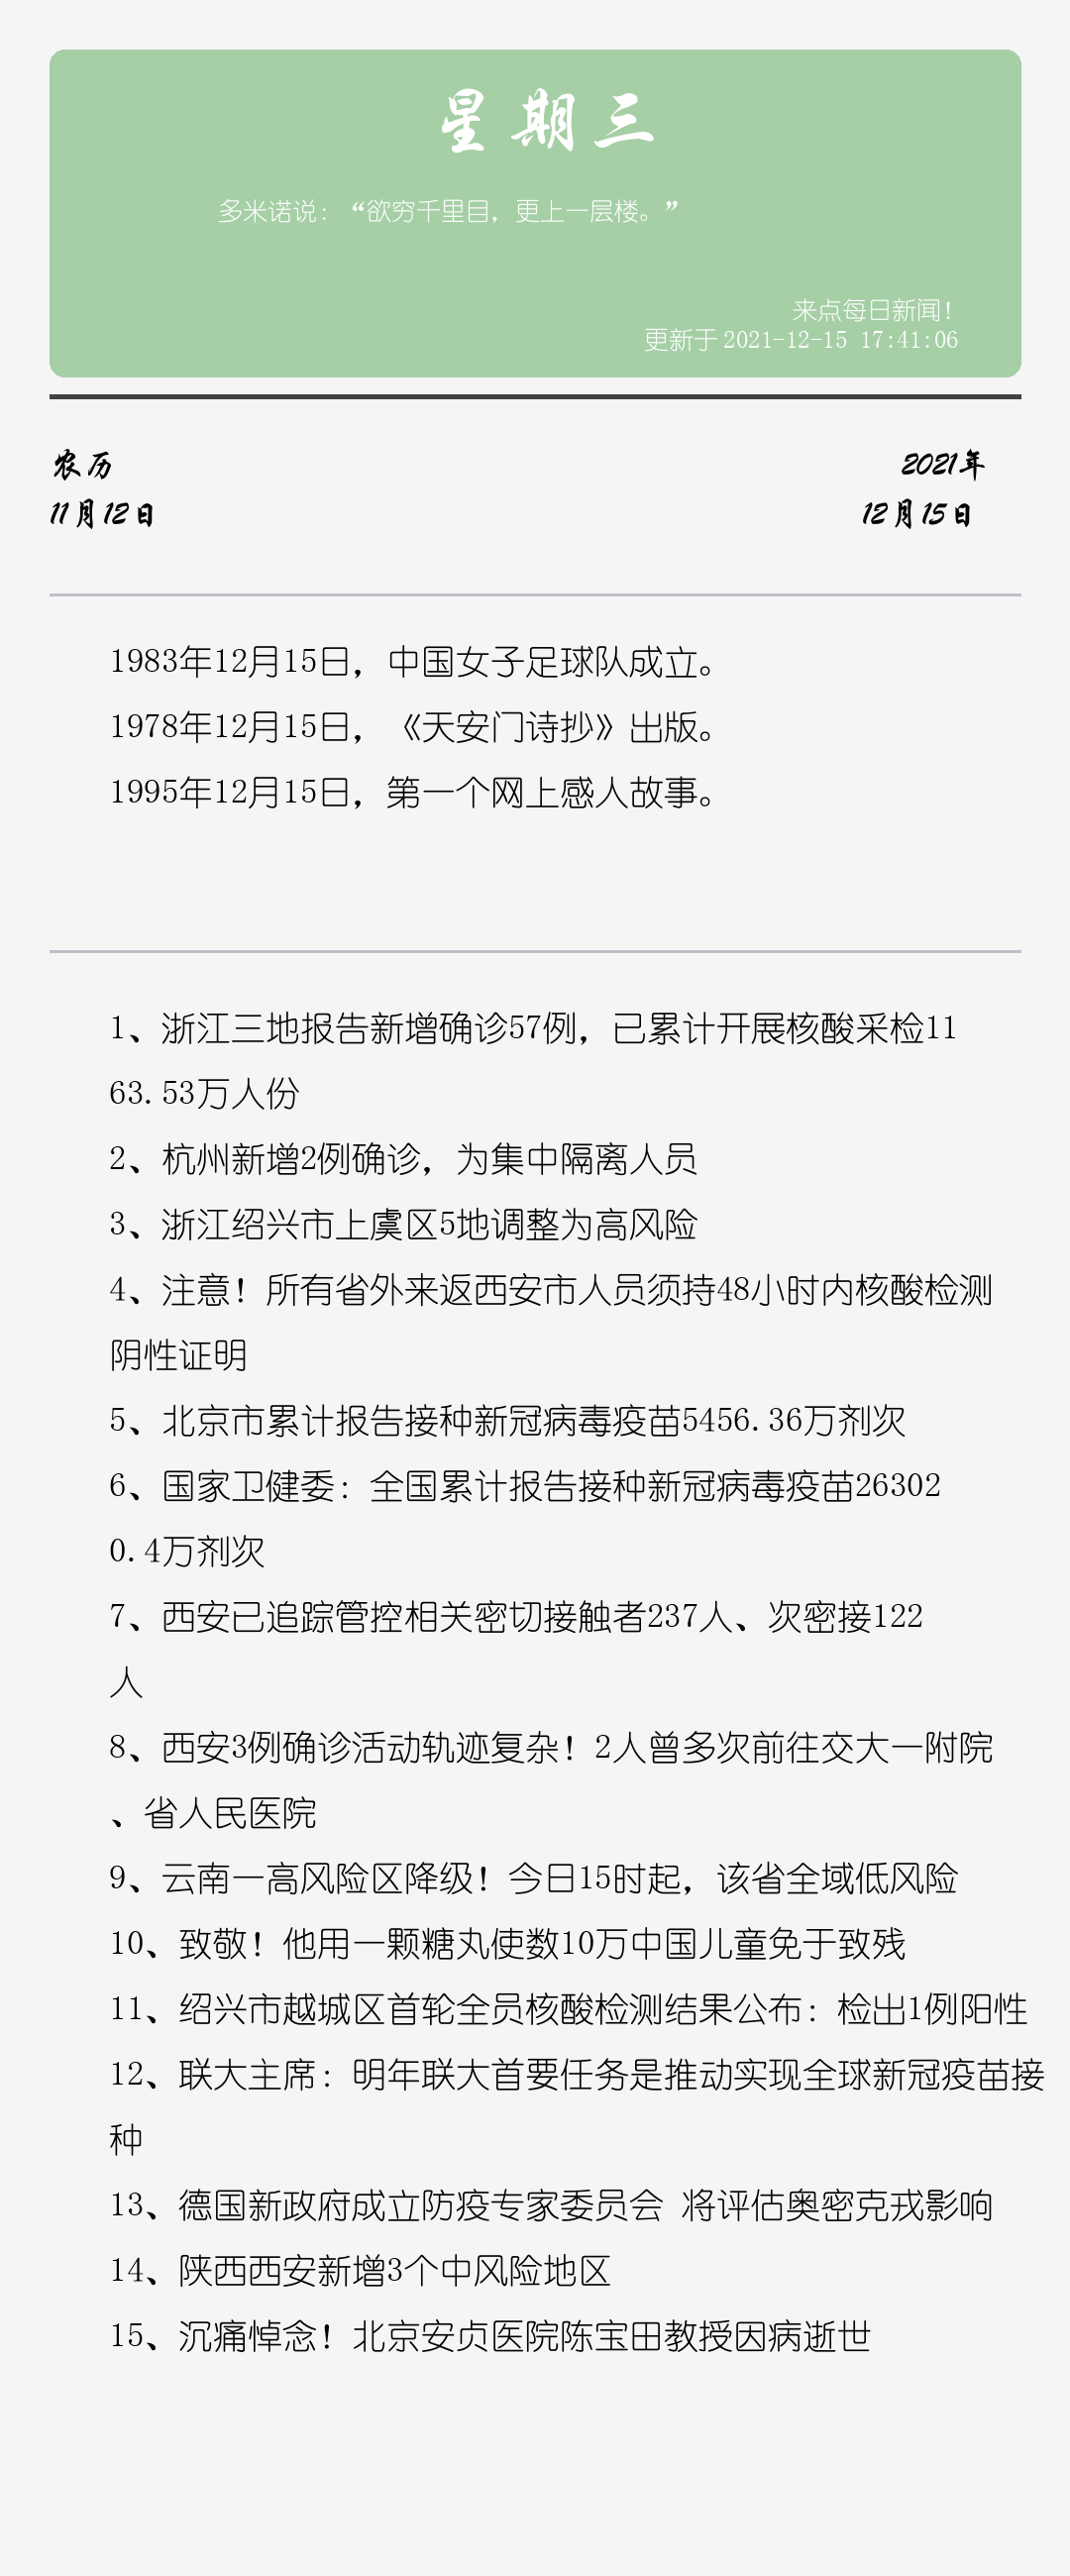 星期三
多米诺说：“欲穷千里目，更上一层楼。”
来点每日新闻！
更新于 2021-12-15 17:41:06
农历
2021年
11月12日
12月15日
1983年12月15日，中国女子足球队成立。
1978年12月15日，《天安门诗抄》出版。
1995年12月15日，第一个网上感人故事。
1、浙江三地报告新增确诊57例，已累计开展核酸采检11
63.53万人份
2、杭州新增2例确诊，为集中隔离人员
3、浙江绍兴市上虞区5地调整为高风险
4、注意！所有省外来返西安市人员须持48小时内核酸检测
阴性证明
5、北京市累计报告接种新冠病毒疫苗5456.36万剂次
6、国家卫健委：全国累计报告接种新冠病毒疫苗26302
0.4万剂次
7、西安已追踪管控相关密切接触者237人、次密接122
人
8、西安3例确诊活动轨迹复杂！2人曾多次前往交大一附院
、省人民医院
9、云南一高风险区降级！今日15时起，该省全域低风险
10、致敬！他用一颗糖丸使数10万中国儿童免于致残
11、绍兴市越城区首轮全员核酸检测结果公布：检出1例阳性
12、联大主席：明年联大首要任务是推动实现全球新冠疫苗接
种
13、德国新政府成立防疫专家委员会 将评估奥密克戎影响
14、陕西西安新增3个中风险地区
15、沉痛悼念！北京安贞医院陈宝田教授因病逝世